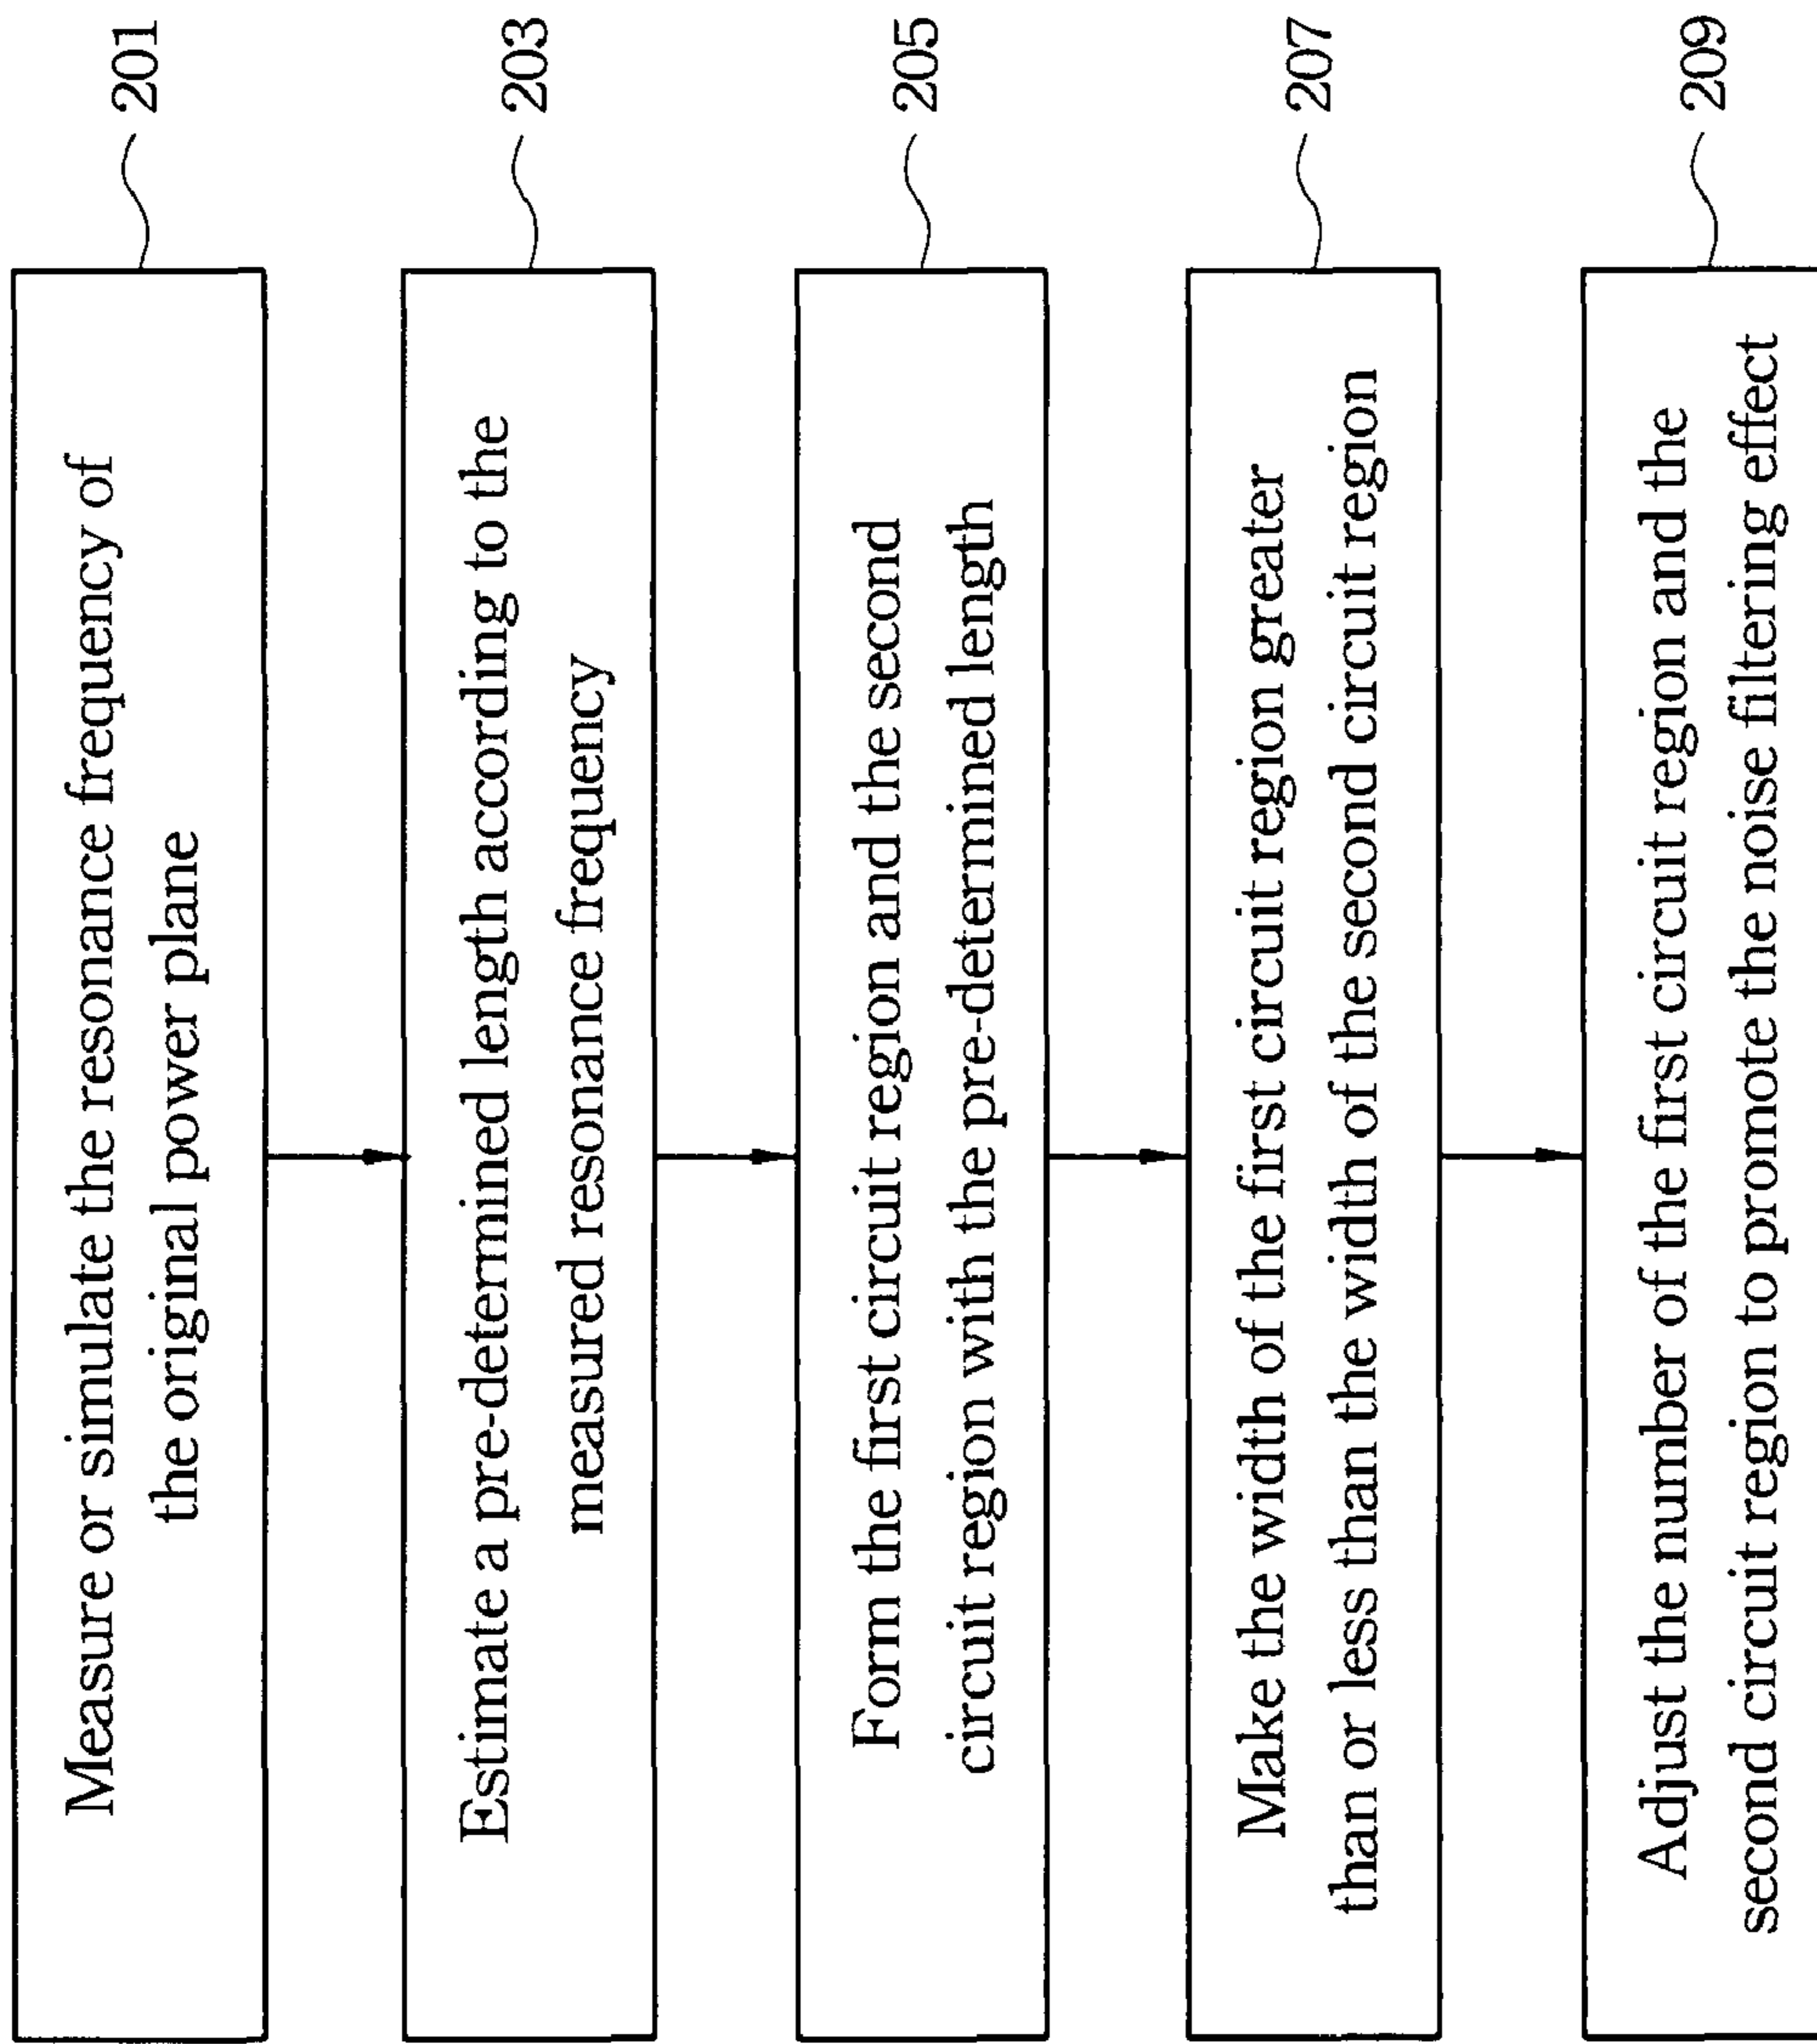 Measure or simulate the resonance frequency of
the original power plane
201
Estimate a pre-determined length according to the
measured resonance frequency
203
Form the first circuit region and the second
circuit region with the pre-determined length
205
Make the width of the first circuit region greater
than or less than the width of the second circuit region
207
Adjust the number of the first circuit region and the
second circuit region to promote the noise filtering effect
209